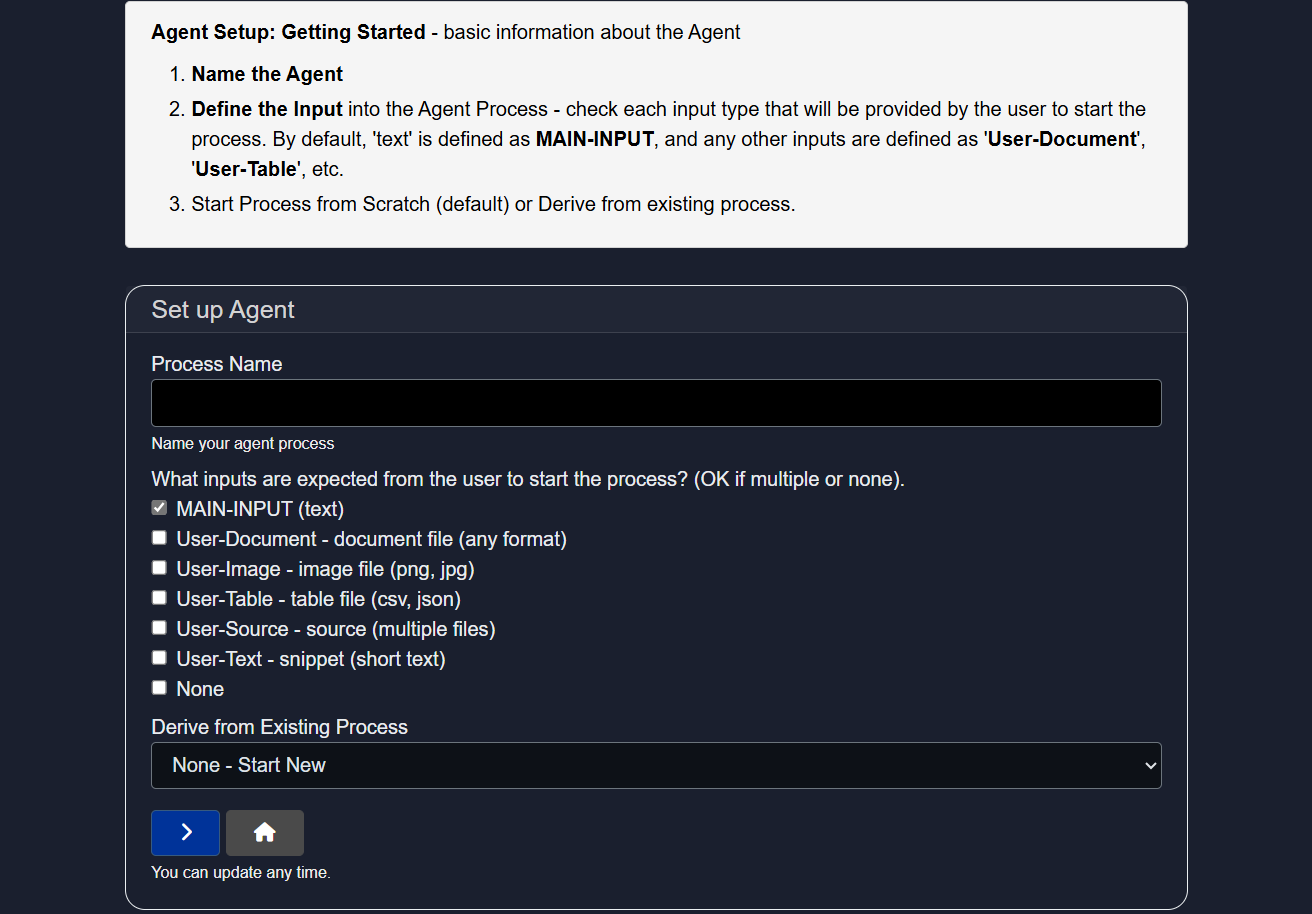 Agent Setup: Getting Started - basic information about the Agent
1. Name the Agent
2. Define the Input into the Agent Process - check each input type that will be provided by the user to start the
process. By default, 'text' is defined as MAIN-INPUT, and any other inputs are defined as 'User-Document',
'User-Table', etc.
3. Start Process from Scratch (default) or Derive from existing process.
Set up Agent
Process Name
Name your agent process
What inputs are expected from the user to start the process? (OK if multiple or none).
MAIN-INPUT (text)
User-Document - document file (any format)
User-Image - image file (png, jpg)
User-Table - table file (csv, json)
User-Source - source (multiple files)
User-Text - snippet (short text)
None
Derive from Existing Process
None - Start New
You can update any time.